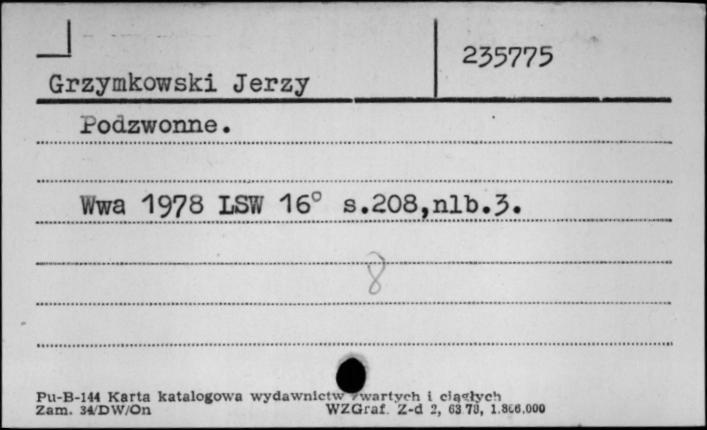 235775
Grzymkowski Jerzy
Podzwonne.
Wwa 1978 LSW 16° s.208,nlb.3.
8
Pu-B-144 Karta katalogowa wydawnictw zwartych i ciągłych
Zam. 34/DW/On WZGraf. Z-d 2, 63.78, 1.866.000